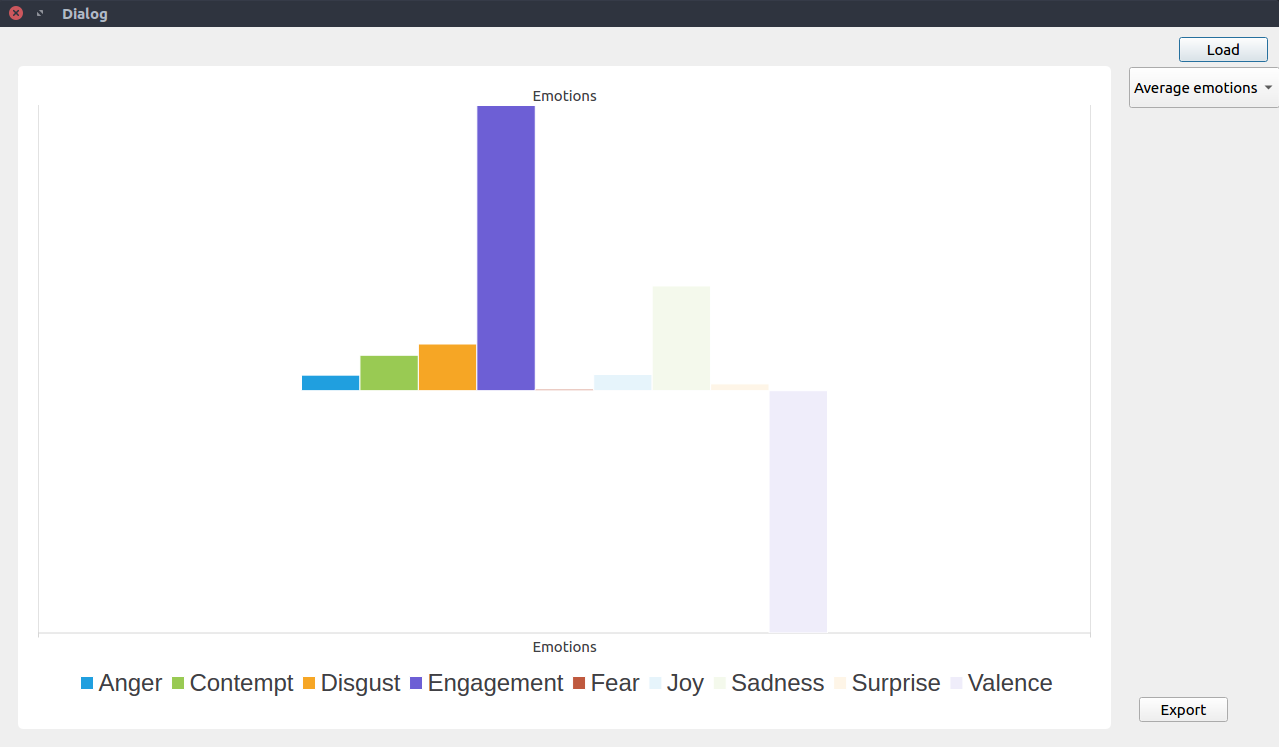 Dialog
Load
Average emotions
Emotions
Emotions
Anger Contempt Disgust Engagement Fear Joy Sadness Surprise Valence
Export